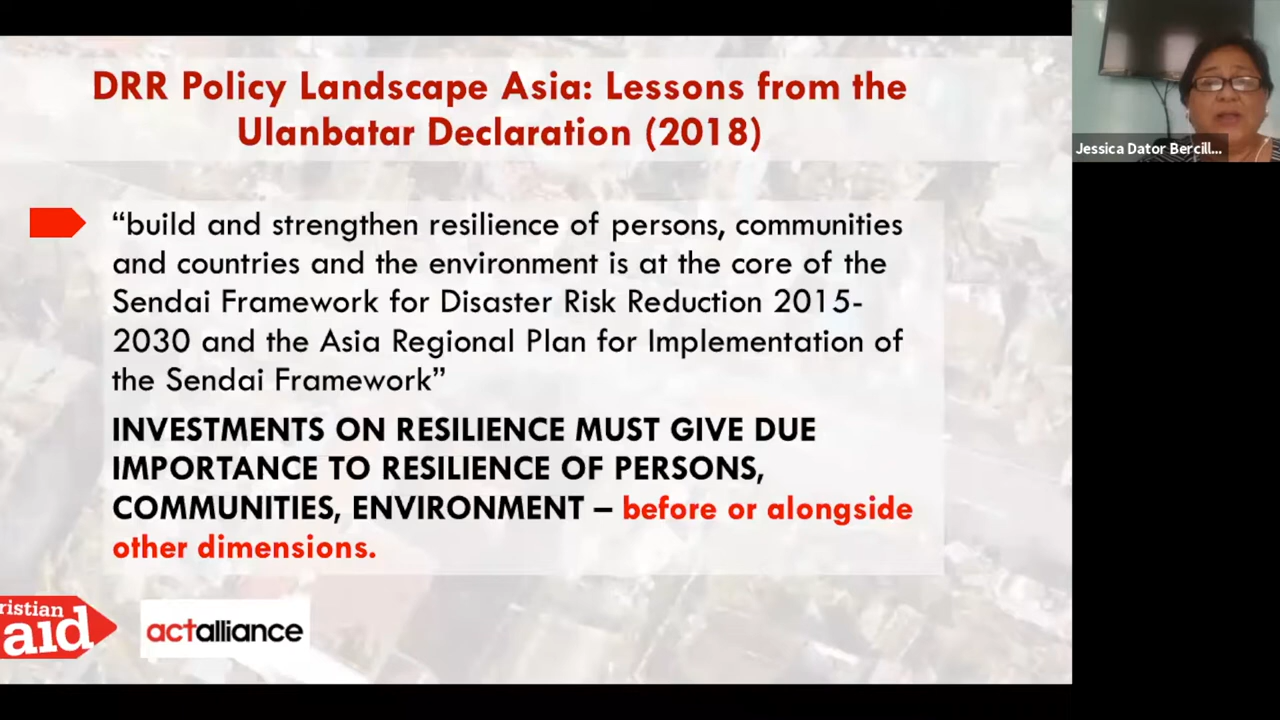 DRR Policy Landscape Asia: Lessons from the
Ulanbatar Declaration (2018)
“build and strengthen resilience of persons, communities
and countries and the environment is at the core of the
Sendai Framework for Disaster Risk Reduction 2015-
2030 and the Asia Regional Plan for Implementation of
the Sendai Framework”
INVESTMENTS ON RESILIENCE MUST GIVE DUE
IMPORTANCE TO RESILIENCE OF PERSONS,
COMMUNITIES, ENVIRONMENT – before or alongside
other dimensions.
ristian
aid
actalliance
Jessica Dator Bercill...